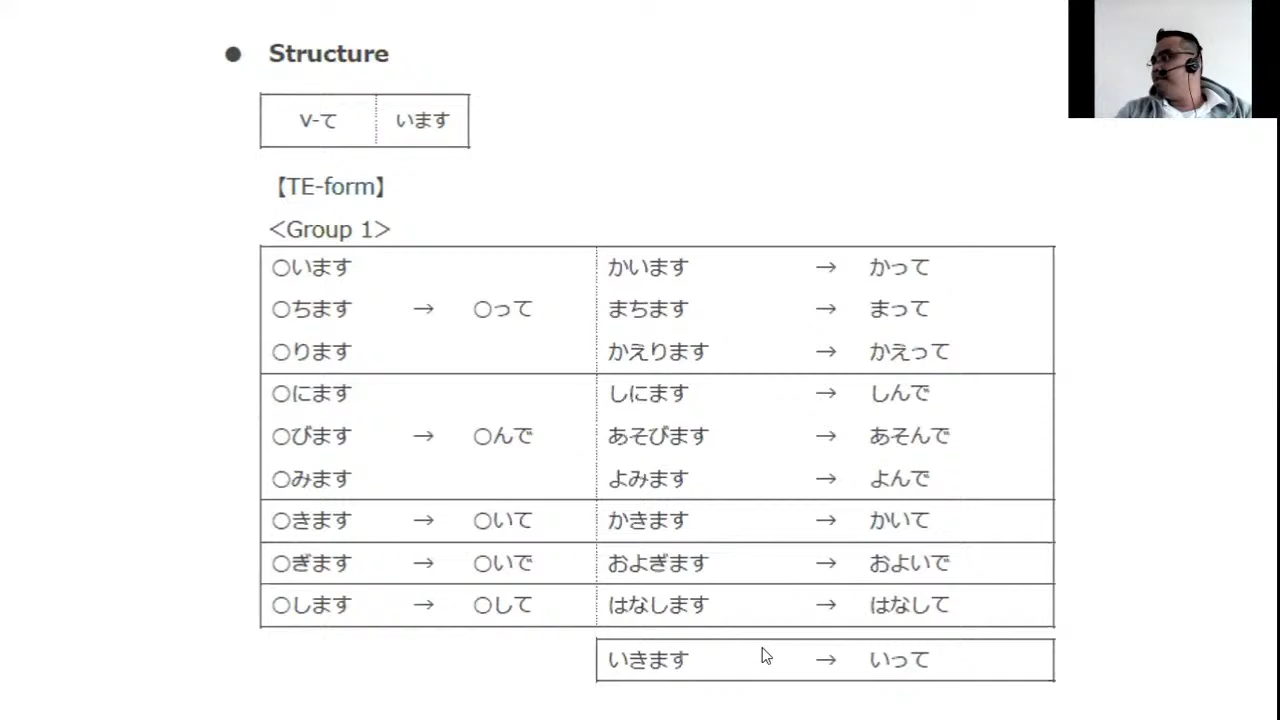 ● Structure
V-て います
【TE-form】
＜Group 1＞
○います かいます → かって
○ちます → ○って まちます → まって
○ります かえります → かえって
○にます しにます → しんで
○びます → ○んで あそびます → あそんで
○みます よみます → よんで
○きます → ○いて かきます → かいて
○ぎます → ○いで およぎます → およいで
○します → ○して はなします → はなして
いきます → いって